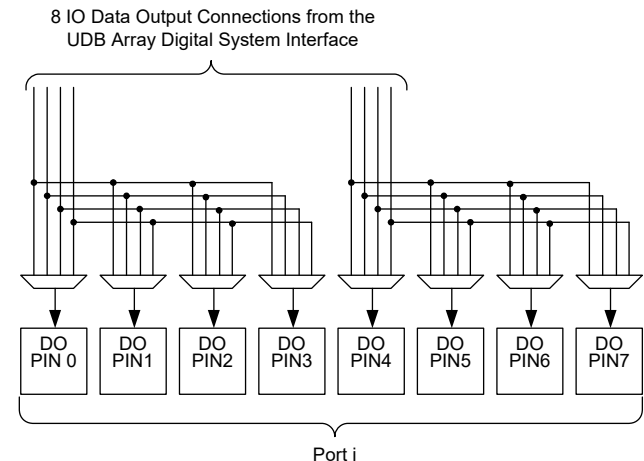 8 IO Data Output Connections from the
UDB Array Digital System Interface
DO
PIN 0
DO
PIN1
DO
PIN2
DO
PIN3
DO
PIN4
DO
PIN5
DO
PIN6
DO
PIN7
Port i